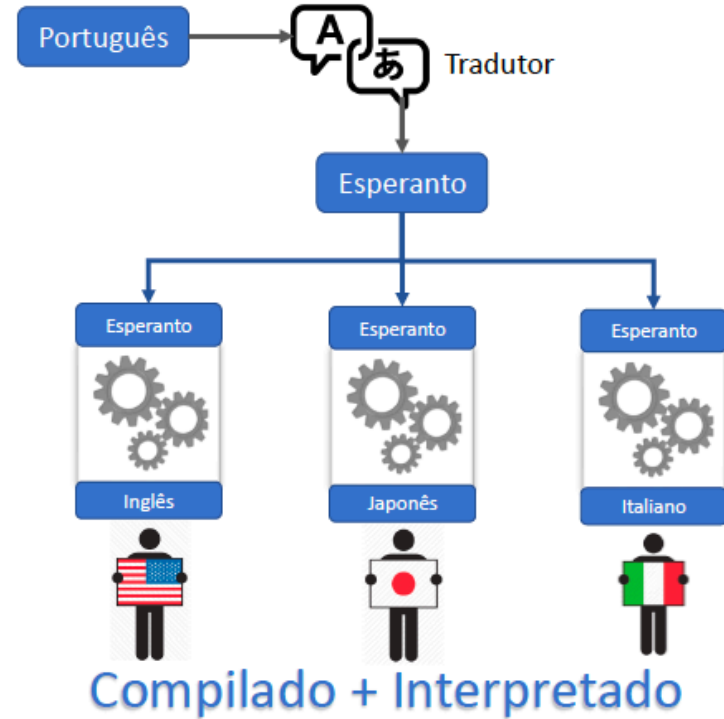 Português
A
あ
Tradutor
Esperanto
Esperanto
Esperanto
Esperanto
Inglês
Japonês
Italiano
Compilado + Interpretado